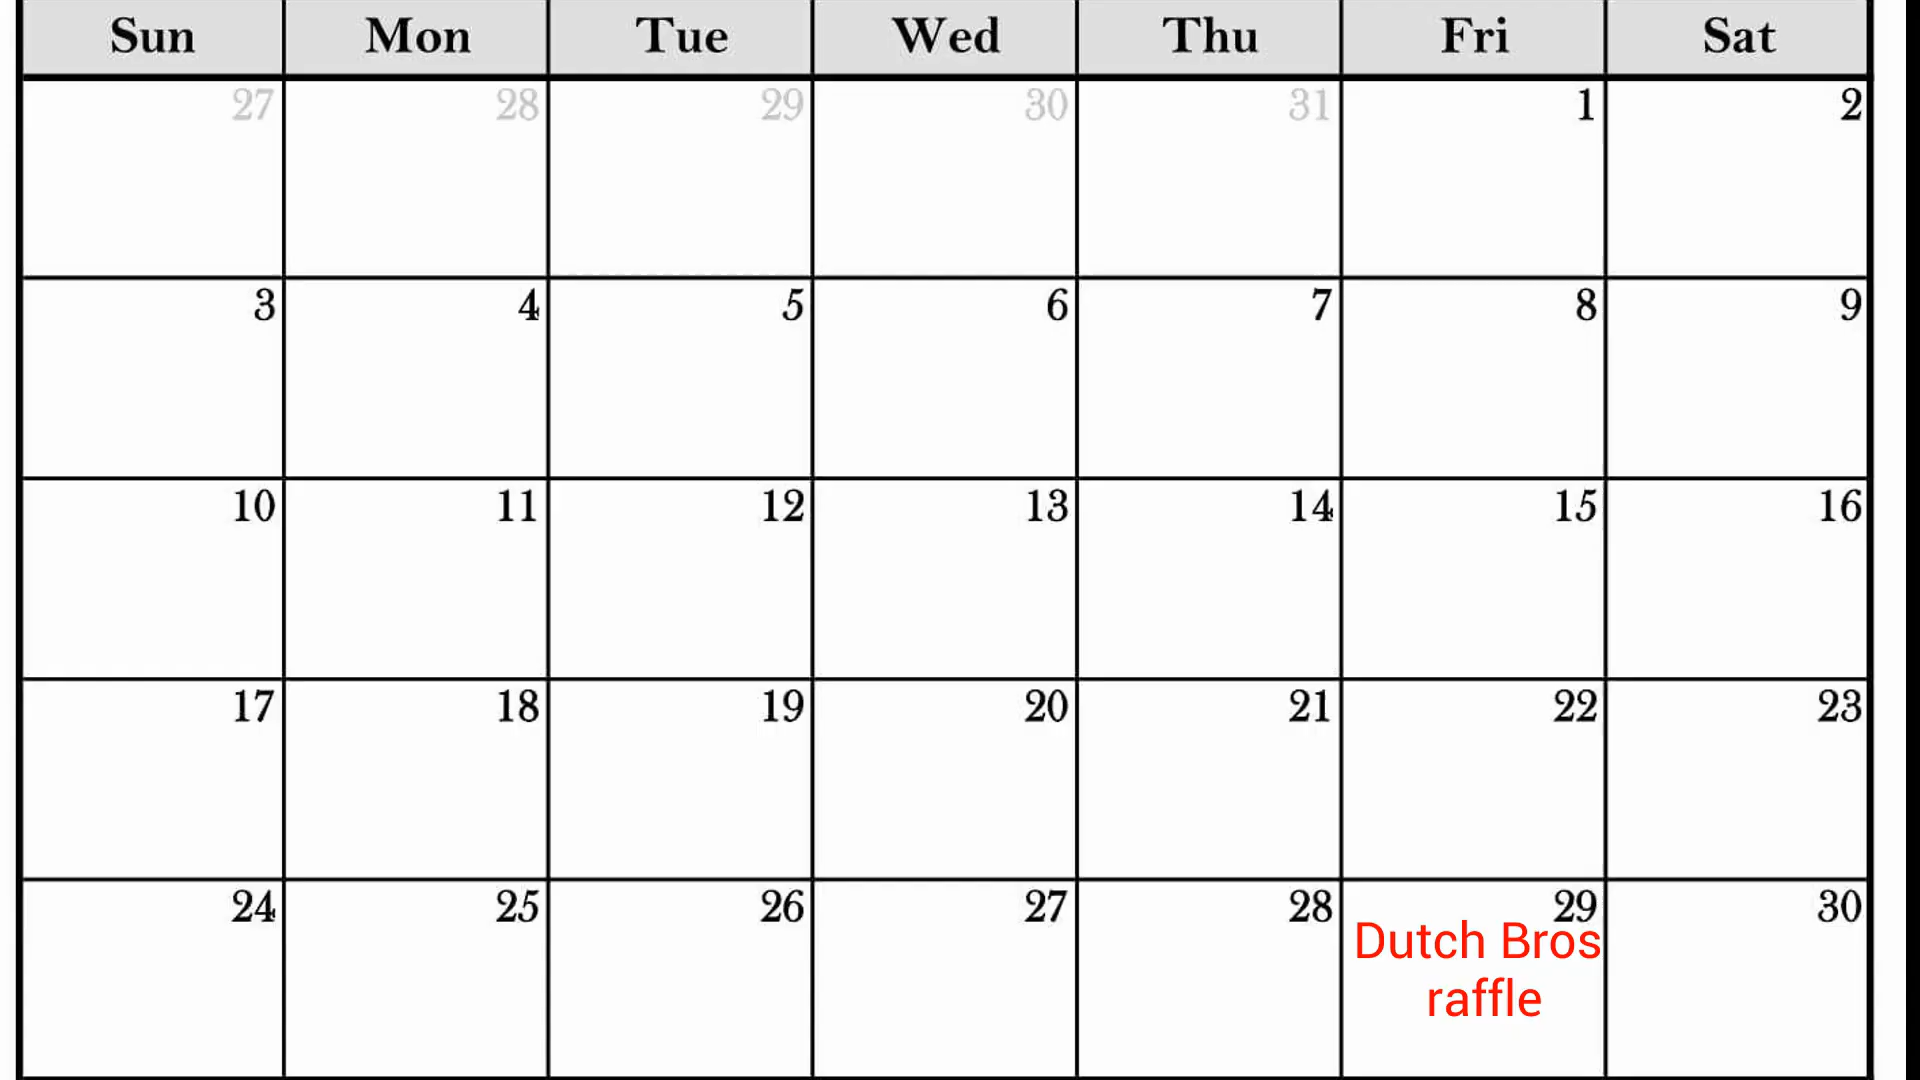 Sun Mon Tue Wed Thu Fri Sat
27 28 29 30 31 1 2
3 4 5 6 7 8 9
10 11 12 13 14 15 16
17 18 19 20 21 22 23
24 25 26 27 28 29 30
Dutch Bros
raffle